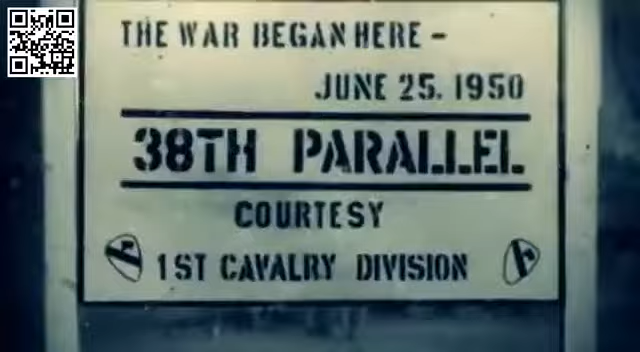 THE WAR BEGAN HERE -
JUNE 25. 1950
38TH PARALLEL
COURTESY
1ST CAVALRY DIVISION